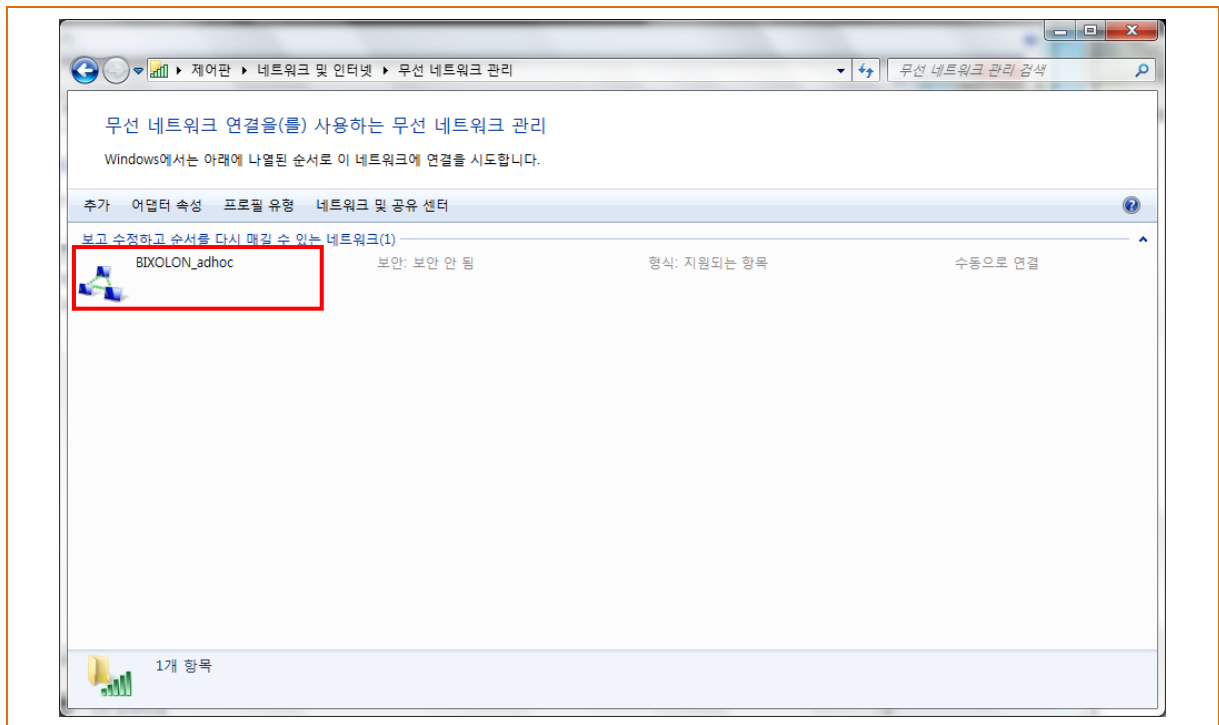 제어판 ▸ 네트워크 및 인터넷 ▸ 무선 네트워크 관리
무선 네트워크 관리 검색
무선 네트워크 연결을(를) 사용하는 무선 네트워크 관리
Windows에서는 아래에 나열된 순서로 이 네트워크에 연결을 시도합니다.
추가 어댑터 속성 프로필 유형 네트워크 및 공유 센터
보고 수정하고 순서를 다시 매길 수 있는 네트워크(1)
BIXOLON_adhoc 보안: 보안 안 됨 형식: 지원되는 항목 수동으로 연결
1개 항목